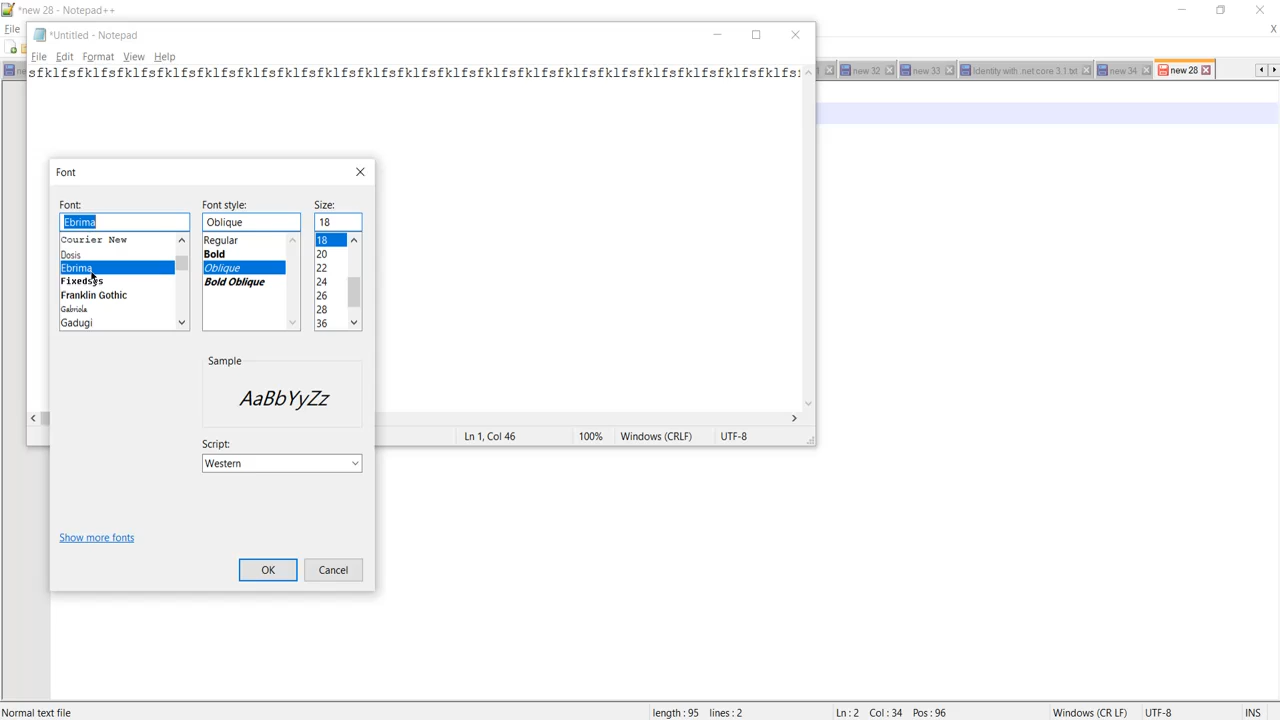 *new 28 - Notepad++
File
*Untitled - Notepad
File Edit Format View Help
new 32 new 33 Identity with .net core 3.1.txt new 34 new 28
Font
Font: Font style: Size:
Ebrima Oblique 18
Courier New
Dosis
Ebrima
Fixedsys
Franklin Gothic
Gabriola
Gadugi
Regular
Bold
Oblique
Bold Oblique
18
20
22
24
26
28
36
Sample
AaBbYyZz
Script:
Western
Show more fonts
OK Cancel
Ln 1, Col 46 100% Windows (CRLF) UTF-8
Normal text file length : 95 lines : 2 Ln : 2 Col : 34 Pos : 96 Windows (CR LF) UTF-8 INS